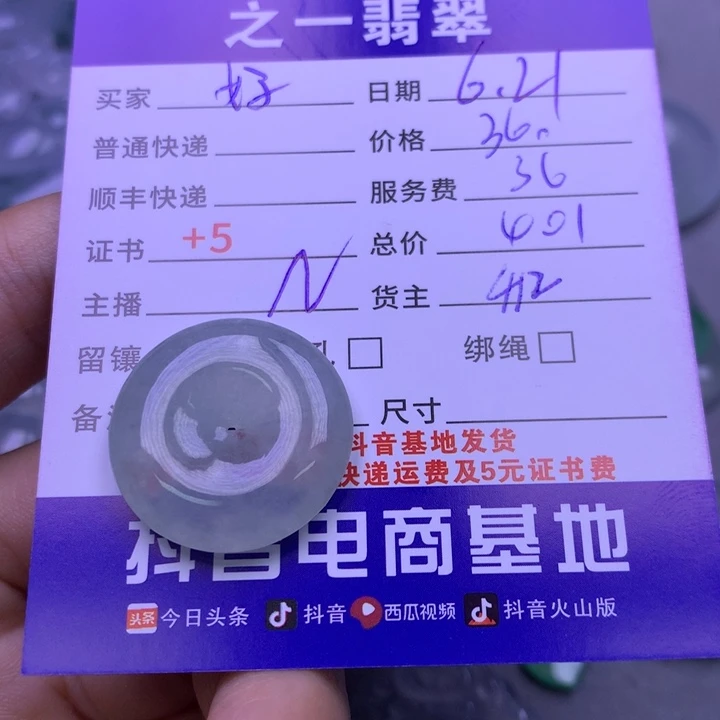 之一翡翠
买家 好 日期 6.21
普通快递 价格 36.
顺丰快递 服务费 36
证书 +5 总价 401
主播 N 货主
留镶 孔 绑绳
备 尺寸
抖音基地发货
快递运费及5元证书费
抖音电商基地
头条 今日头条 抖音 西瓜视频 抖音火山版